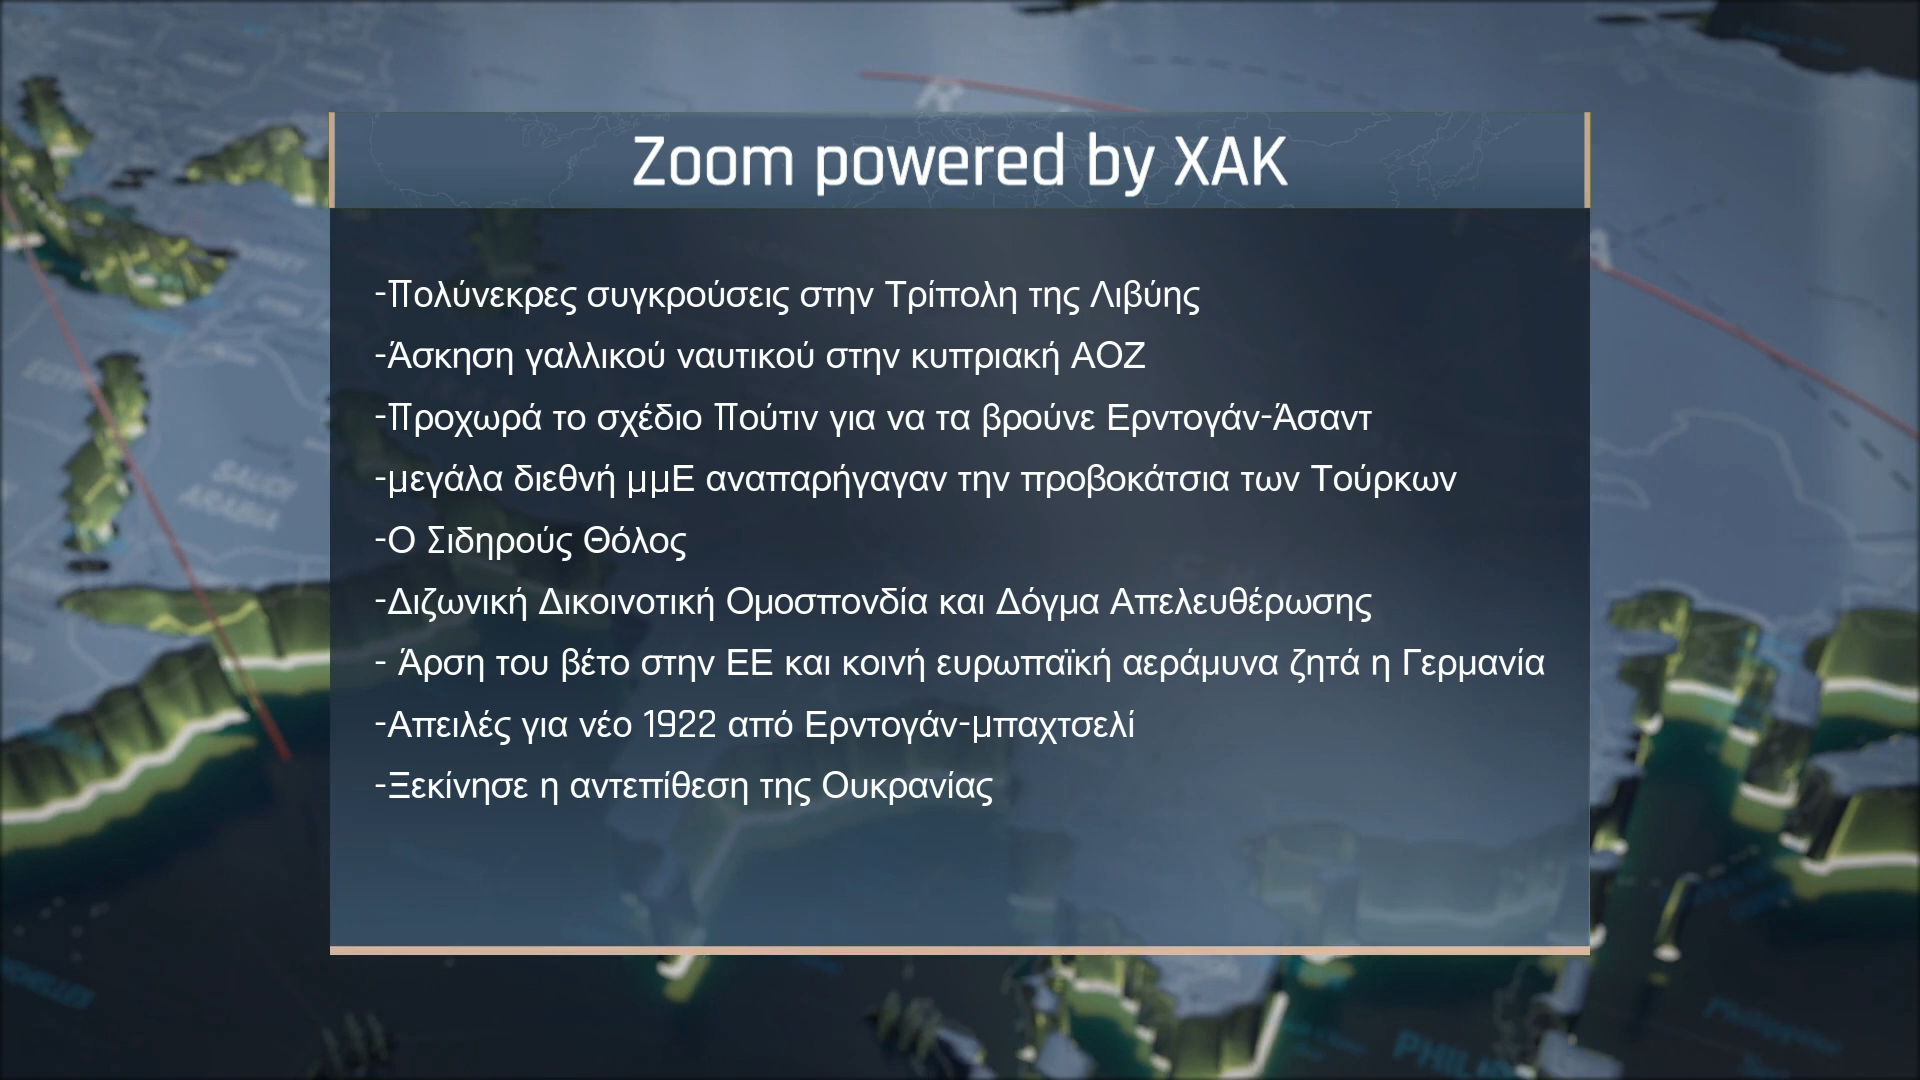 Zoom powered by XAK
-Πολύνεκρες συγκρούσεις στην Τρίπολη της Λιβύης
-Άσκηση γαλλικού ναυτικού στην κυπριακή ΑΟΖ
-Προχωρά το σχέδιο Πούτιν για να τα βρούνε Ερντογάν-Άσαντ
-μεγάλα διεθνή μμΕ αναπαρήγαγαν την προβοκάτσια των Τούρκων
-Ο Σιδηρούς Θόλος
-Διζωνική Δικοινοτική Ομοσπονδία και Δόγμα Απελευθέρωσης
- Άρση του βέτο στην ΕΕ και κοινή ευρωπαϊκή αεράμυνα ζητά η Γερμανία
-Απειλές για νέο 1922 από Ερντογάν-μπαχτσελί
-Ξεκίνησε η αντεπίθεση της Ουκρανίας
SAUDI
ARABIA